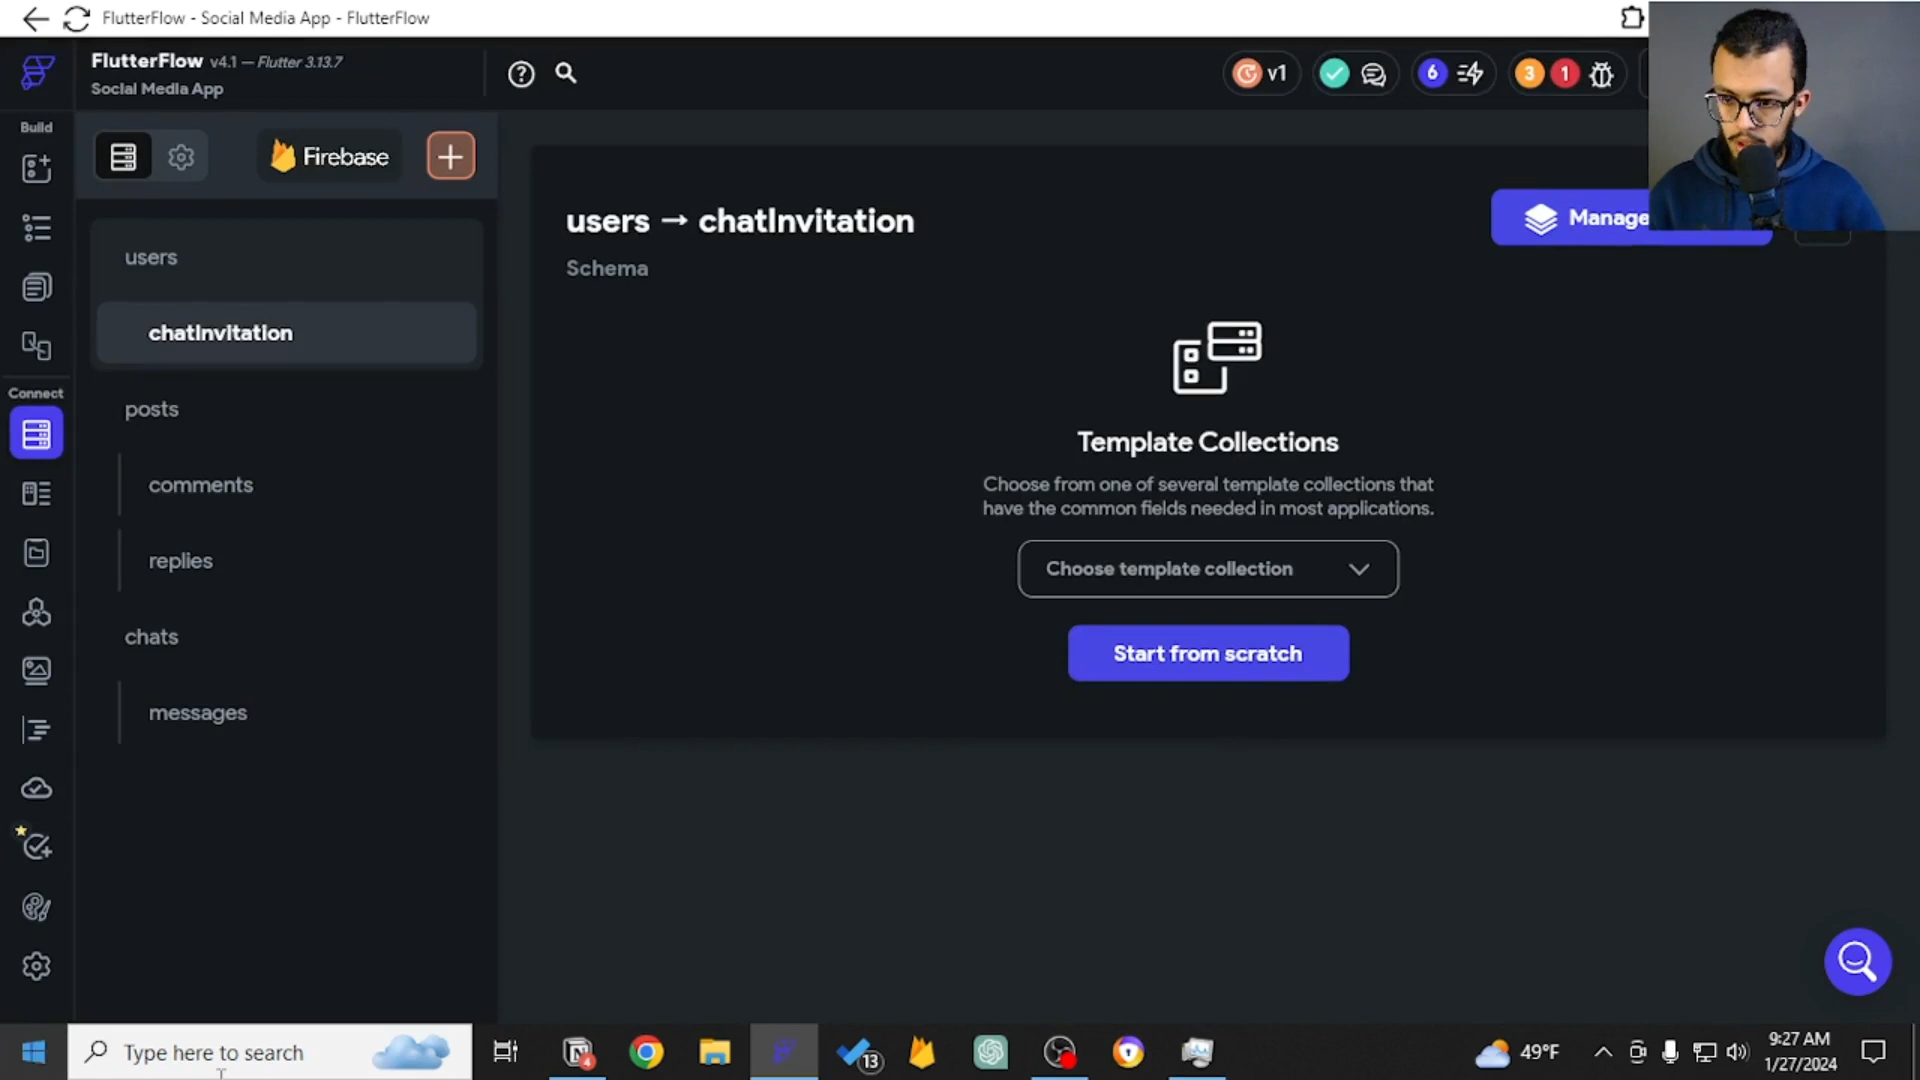 FlutterFlow - Social Media App - FlutterFlow
FlutterFlow v4.1 – Flutter 3.13.7
Social Media App
v1
6
3
1
Build
Firebase
users
chatInvitation
posts
comments
replies
chats
messages
Connect
users → chatInvitation
Schema
Manage
Template Collections
Choose from one of several template collections that
have the common fields needed in most applications.
Choose template collection
Start from scratch
Type here to search
4
13
49°F
9:27 AM
1/27/2024